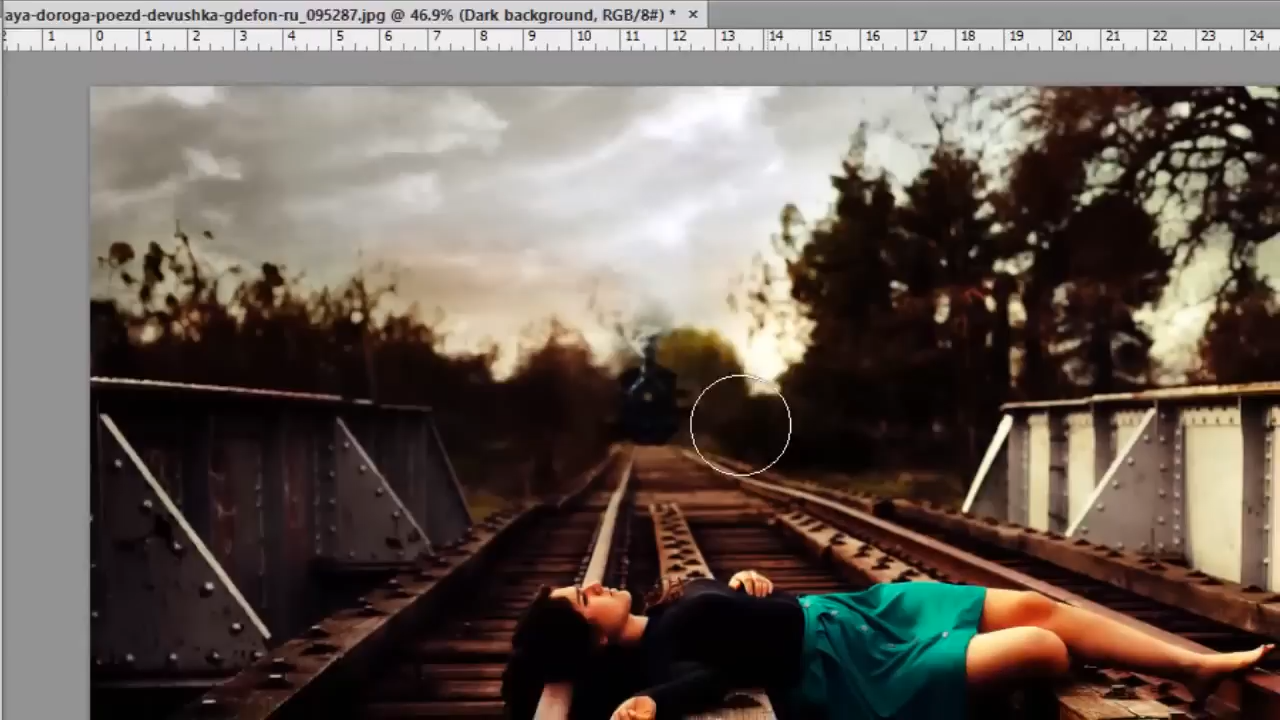 aya-doroga-poezd-devushka-gdefon-ru_095287.jpg @ 46.9% (Dark background, RGB/8#) * ×
2 1 0 1 2 3 4 5 6 7 8 9 10 11 12 13 14 15 16 17 18 19 20 21 22 23 24